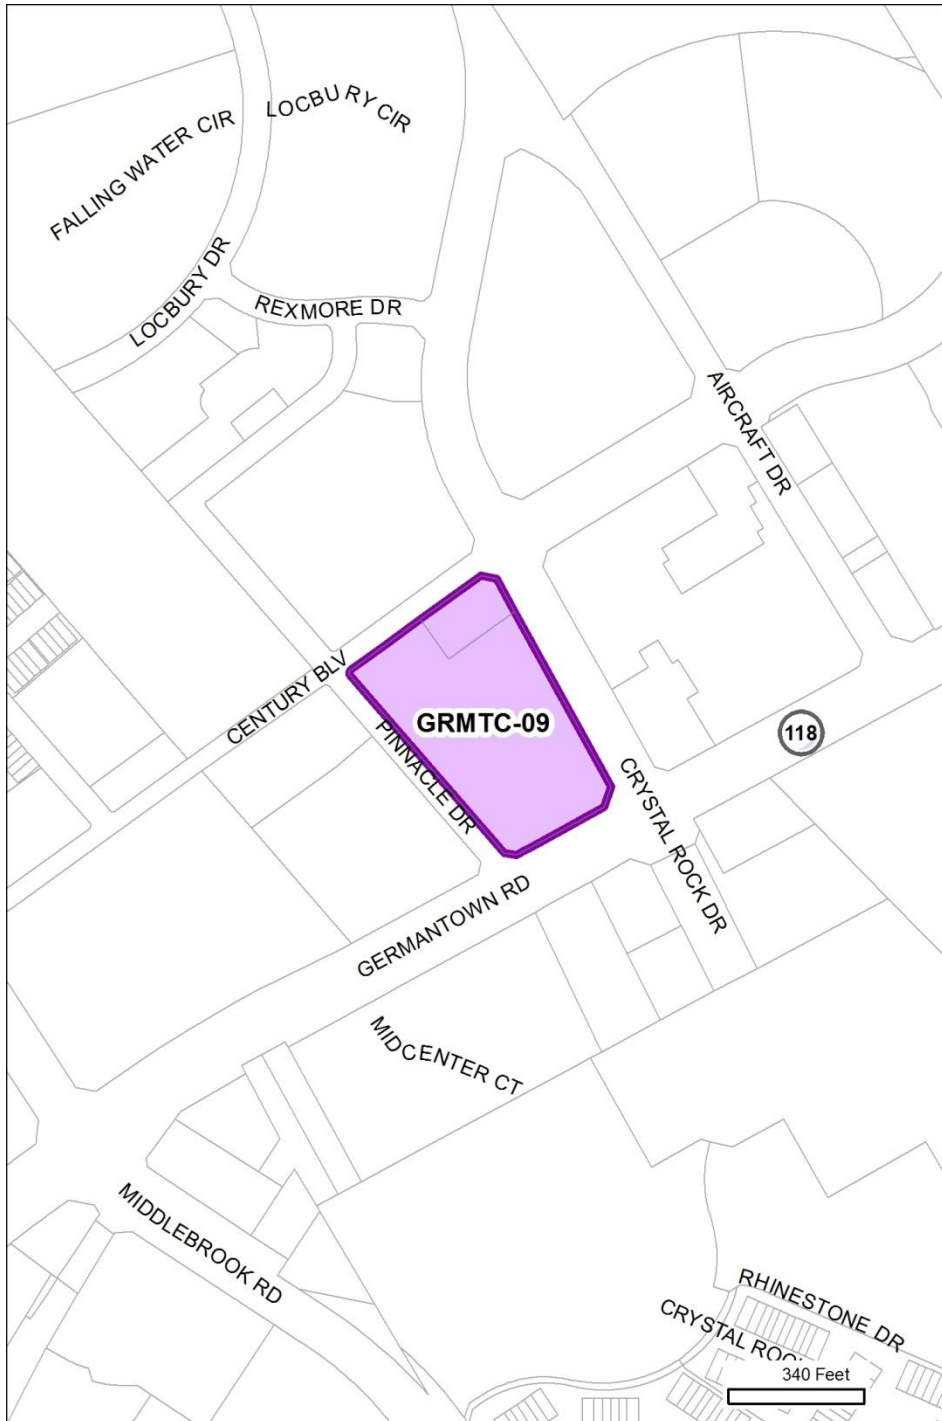 FALLING WATER CIR
LOCBURY CIR
LOCBURY DR
REXMORE DR
AIRCRAFT DR
CENTURY BLV
GRMTC-09
118
PINNACLE DR
CRYSTAL ROCK DR
GERMANTOWN RD
MIDCENTER CT
MIDDLEBROOK RD
RHINESTONE DR
CRYSTAL
340 Feet